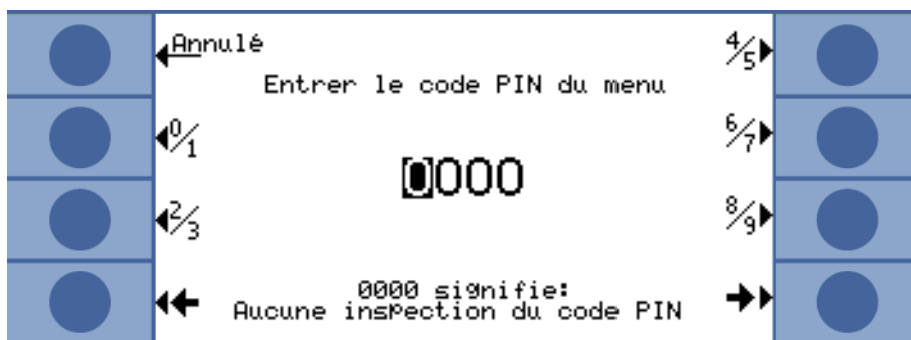 Annulé
4/5
Entrer le code PIN du menu
0/1
6/7
0000
2/3
8/9
0000 signifie:
Aucune inspection du code PIN